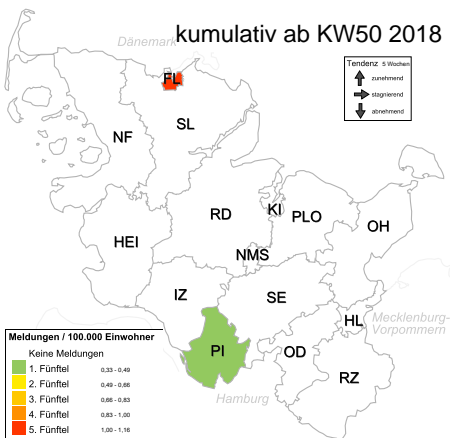 kumulativ ab KW50 2018
Dänemark
Tendenz 5 Wochen
zunehmend
stagnierend
abnehmend
FL
SL
NF
RD
KI
PLO
OH
HEI
NMS
IZ
SE
HL
Mecklenburg-
Vorpommern
PI
OD
RZ
Hamburg
Meldungen / 100.000 Einwohner
Keine Meldungen
1. Fünftel 0,33 - 0,49
2. Fünftel 0,49 - 0,66
3. Fünftel 0,66 - 0,83
4. Fünftel 0,83 - 1,00
5. Fünftel 1,00 - 1,16